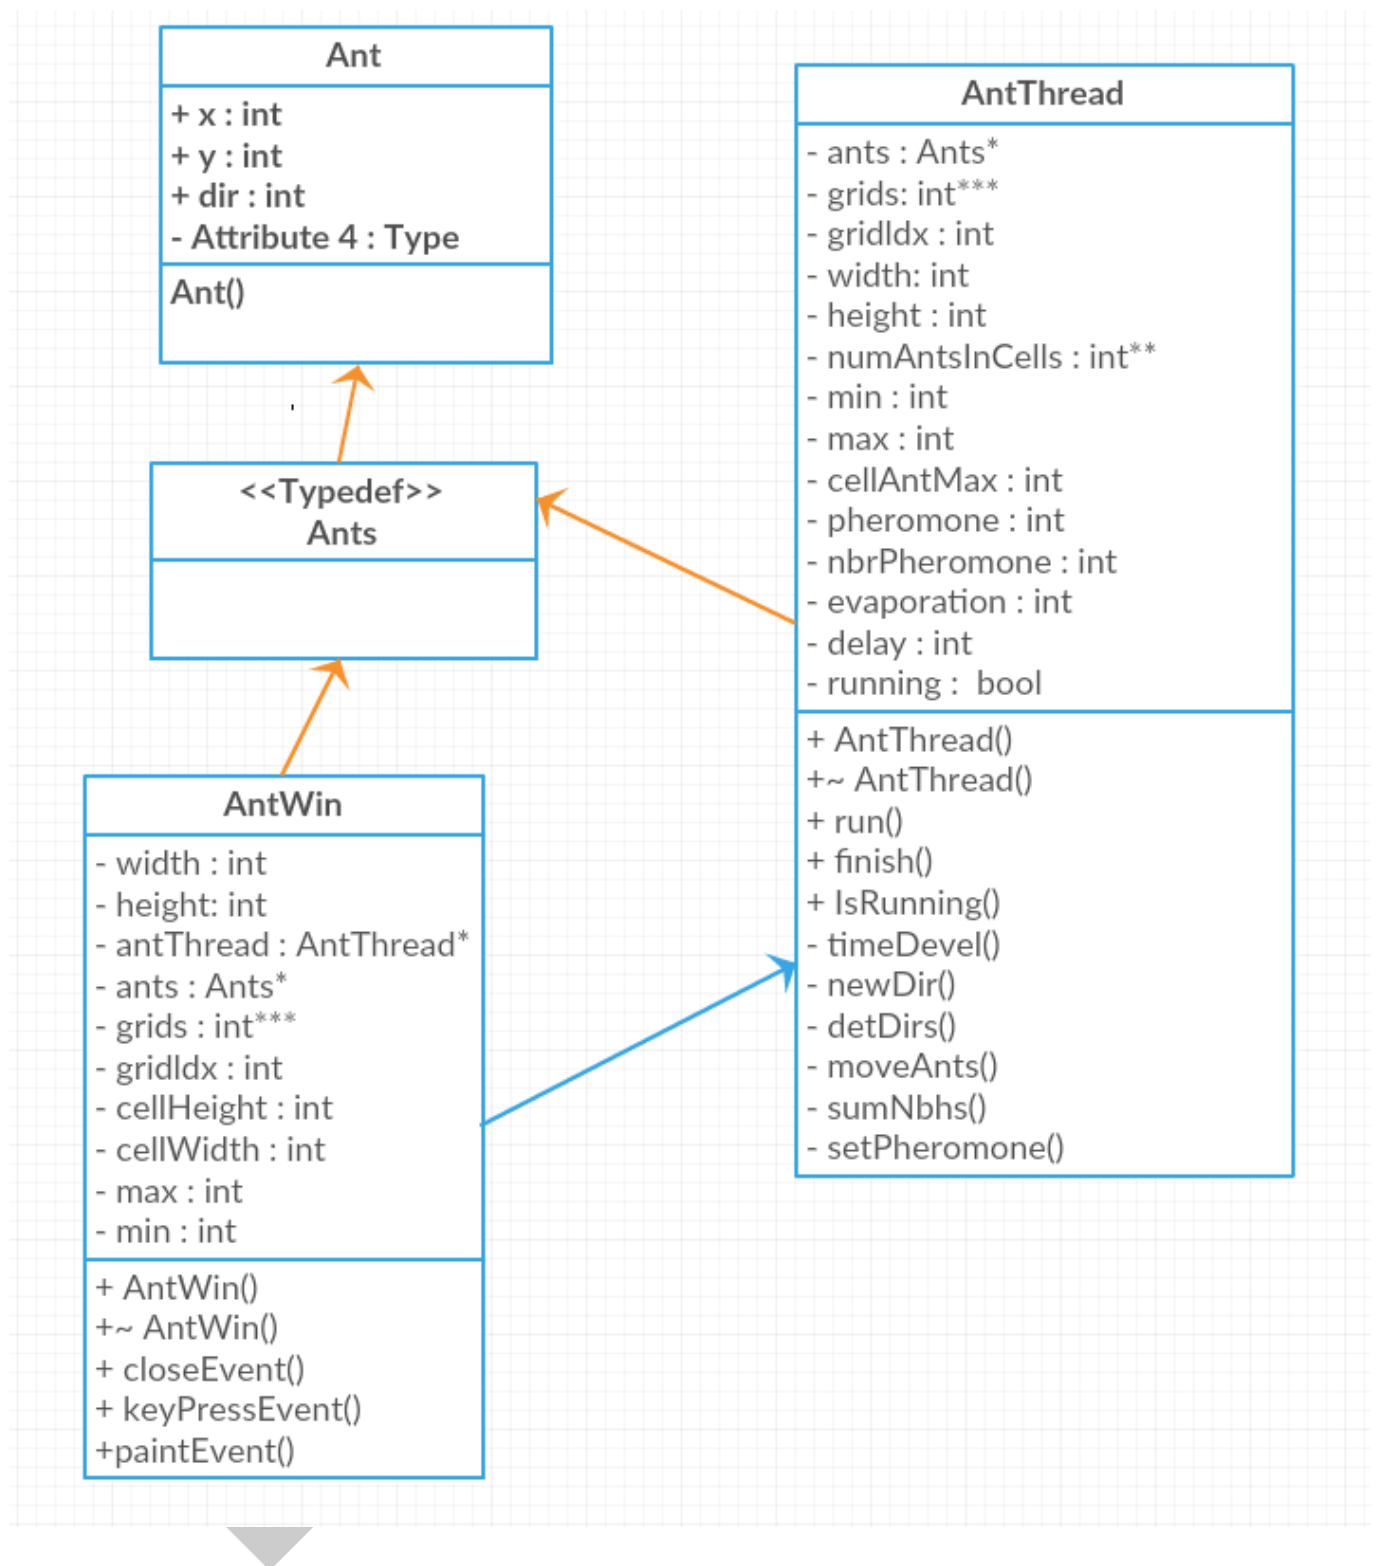 Ant
+ x : int
+ y : int
+ dir : int
- Attribute 4 : Type
Ant()
<<Typedef>>
Ants
AntWin
- width : int
- height: int
- antThread : AntThread*
- ants : Ants*
- grids : int***
- gridIdx : int
- cellHeight : int
- cellWidth : int
- max : int
- min : int
+ AntWin()
+~ AntWin()
+ closeEvent()
+ keyPressEvent()
+paintEvent()
AntThread
- ants : Ants*
- grids: int***
- gridIdx : int
- width: int
- height : int
- numAntsInCells : int**
- min : int
- max : int
- cellAntMax : int
- pheromone : int
- nbrPheromone : int
- evaporation : int
- delay : int
- running : bool
+ AntThread()
+~ AntThread()
+ run()
+ finish()
+ IsRunning()
- timeDevel()
- newDir()
- detDirs()
- moveAnts()
- sumNbhs()
- setPheromone()